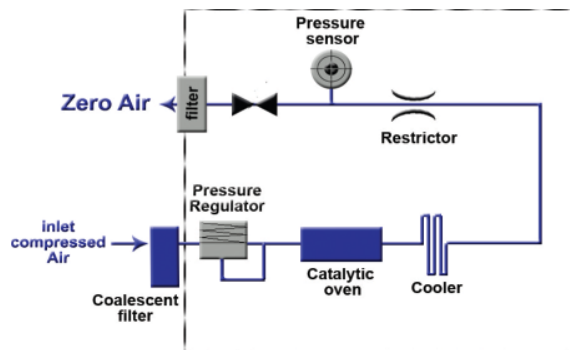 Pressure
sensor
Zero Air
filter
Restrictor
Pressure
Regulator
inlet
compressed
Air
Catalytic
oven
Cooler
Coalescent
filter